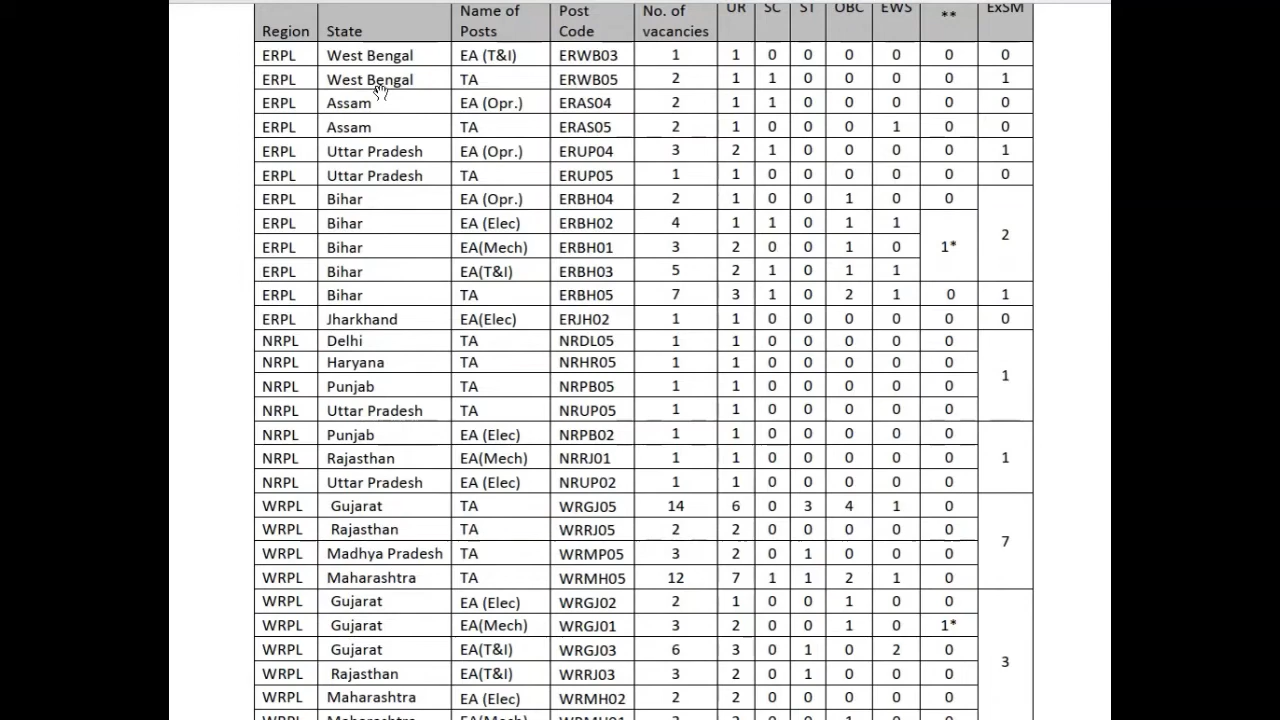 Region State Name of Posts Post Code No. of vacancies UR SC ST OBC EWS ** ExSM
ERPL West Bengal EA (T&I) ERWB03 1 1 0 0 0 0 0 0
ERPL West Bengal TA ERWB05 2 1 1 0 0 0 0 1
ERPL Assam EA (Opr.) ERAS04 2 1 1 0 0 0 0 0
ERPL Assam TA ERAS05 2 1 0 0 0 1 0 0
ERPL Uttar Pradesh EA (Opr.) ERUP04 3 2 1 0 0 0 0 1
ERPL Uttar Pradesh TA ERUP05 1 1 0 0 0 0 0 0
ERPL Bihar EA (Opr.) ERBH04 2 1 0 0 1 0 0
ERPL Bihar EA (Elec) ERBH02 4 1 1 0 1 1
2
ERPL Bihar EA(Mech) ERBH01 3 2 0 0 1 0 1*
ERPL Bihar EA(T&I) ERBH03 5 2 1 0 1 1
ERPL Bihar TA ERBH05 7 3 1 0 2 1 0 1
ERPL Jharkhand EA(Elec) ERJH02 1 1 0 0 0 0 0 0
NRPL Delhi TA NRDL05 1 1 0 0 0 0 0
NRPL Haryana TA NRHR05 1 1 0 0 0 0 0
1
NRPL Punjab TA NRPB05 1 1 0 0 0 0 0
NRPL Uttar Pradesh TA NRUP05 1 1 0 0 0 0 0
NRPL Punjab EA (Elec) NRPB02 1 1 0 0 0 0 0
NRPL Rajasthan EA(Mech) NRRJ01 1 1 0 0 0 0 0 1
NRPL Uttar Pradesh EA (Elec) NRUP02 1 1 0 0 0 0 0
WRPL Gujarat TA WRGJ05 14 6 0 3 4 1 0
WRPL Rajasthan TA WRRJ05 2 2 0 0 0 0 0
7
WRPL Madhya Pradesh TA WRMP05 3 2 0 1 0 0 0
WRPL Maharashtra TA WRMH05 12 7 1 1 2 1 0
WRPL Gujarat EA (Elec) WRGJ02 2 1 0 0 1 0 0
WRPL Gujarat EA(Mech) WRGJ01 3 2 0 0 1 0 1*
WRPL Gujarat EA(T&I) WRGJ03 6 3 0 1 0 2 0
3
WRPL Rajasthan EA(T&I) WRRJ03 3 2 0 1 0 0 0
WRPL Maharashtra EA (Elec) WRMH02 2 2 0 0 0 0 0